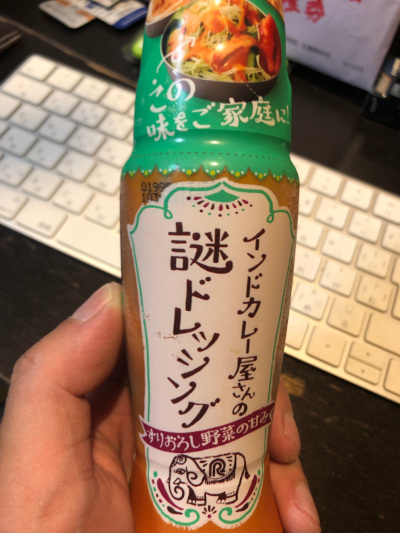 この
味をご家庭に!
インドカレー屋さんの
謎ドレッシング
すりおろし野菜の甘み
R